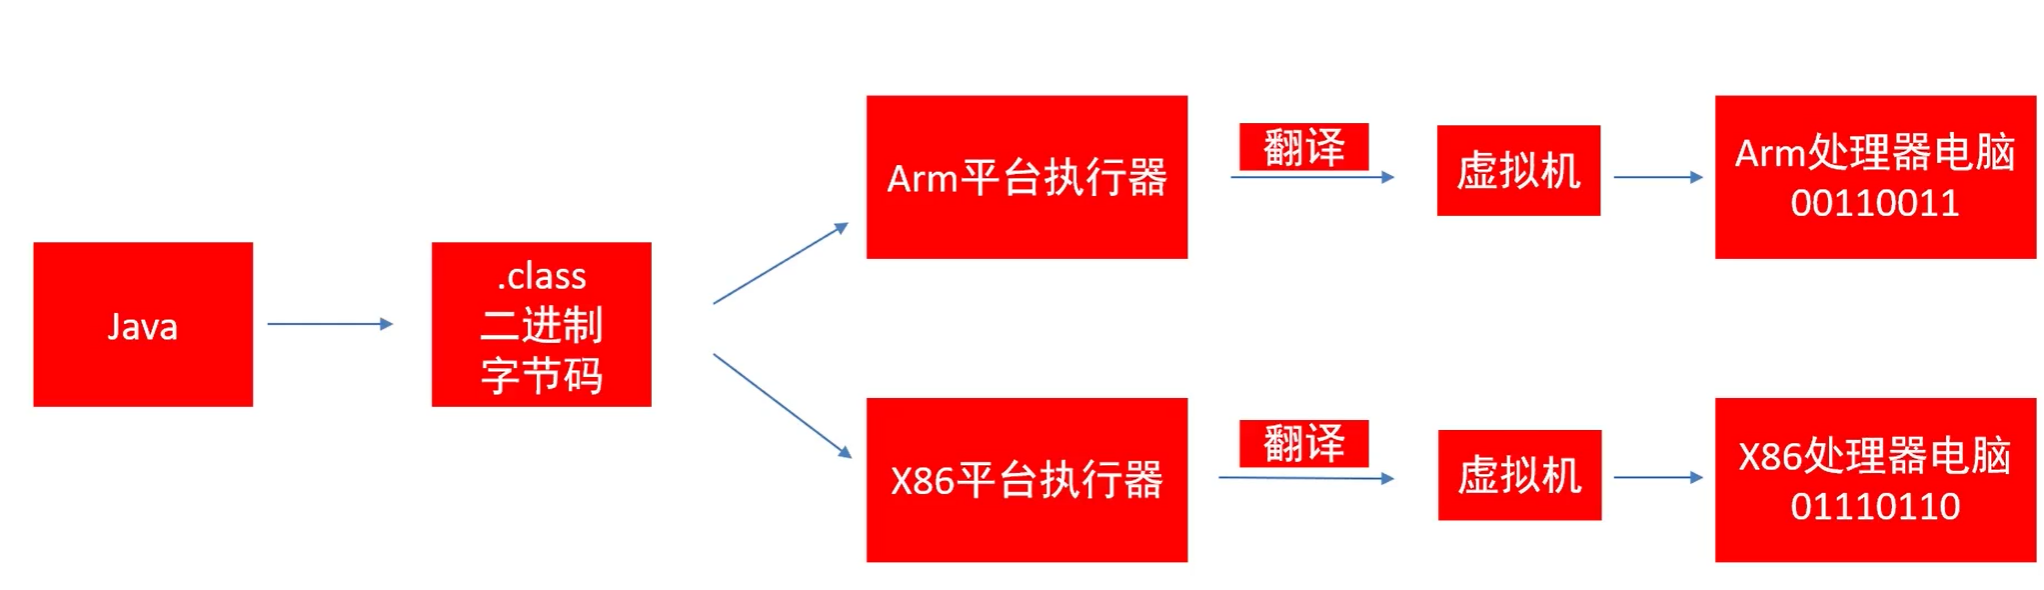 Java
.class
二进制
字节码
Arm平台执行器
翻译
虚拟机
Arm处理器电脑
00110011
X86平台执行器
翻译
虚拟机
X86处理器电脑
01110110